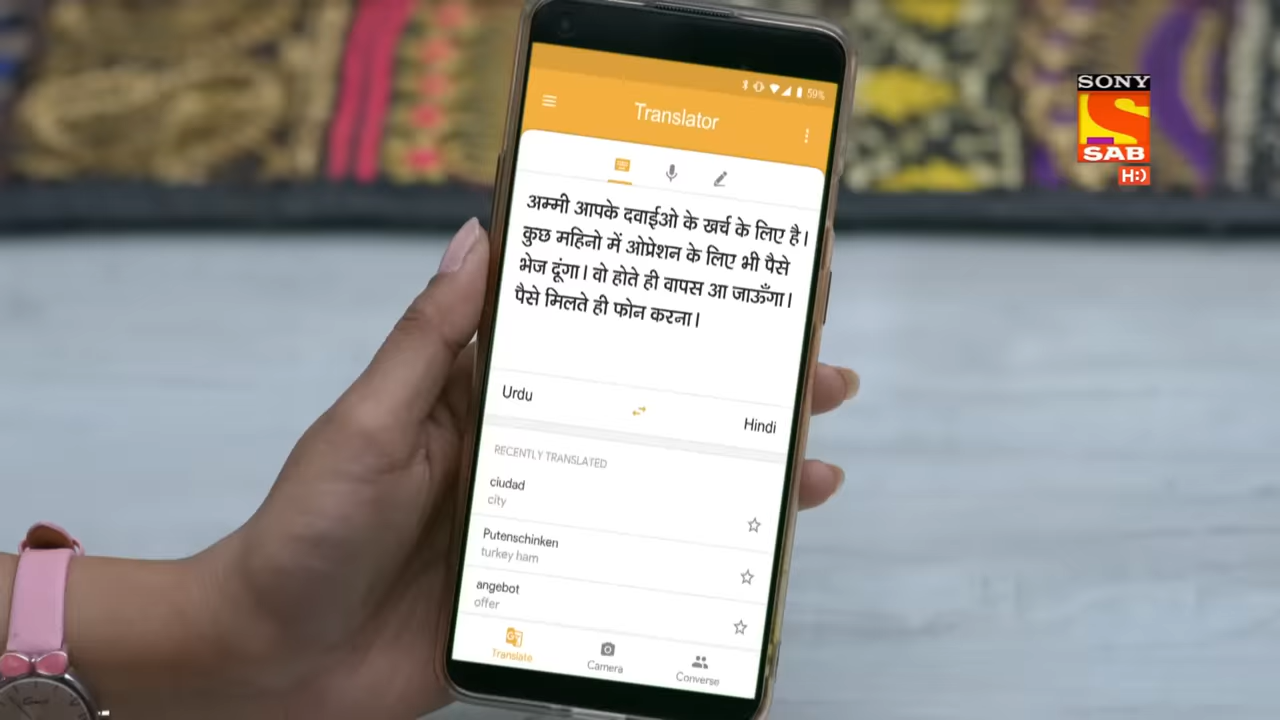 SONY
SAB
HD
59%
Translator
अम्मी आपके दवाईओ के खर्च के लिए है।
कुछ महिनो में ओप्रेशन के लिए भी पैसे
भेज दूंगा। वो होते ही वापस आ जाऊँगा।
पैसे मिलते ही फोन करना।
Urdu
Hindi
RECENTLY TRANSLATED
ciudad
city
Putenschinken
turkey ham
angebot
offer
Translate
Camera
Converse